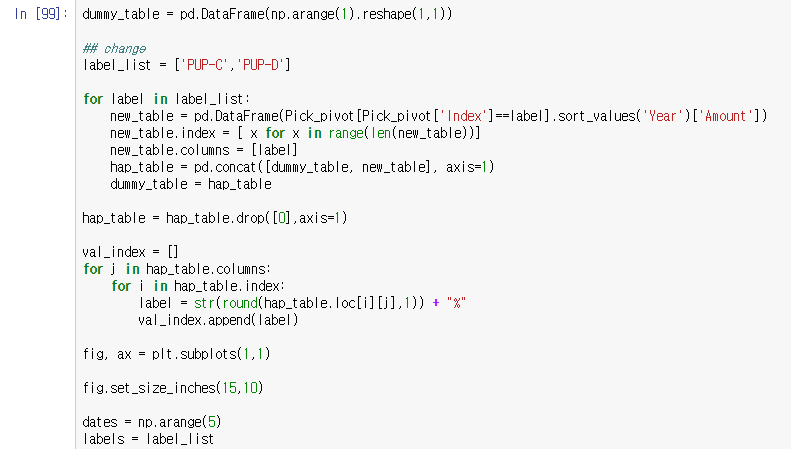 In [99]: dummy_table = pd.DataFrame(np.arange(1).reshape(1,1))
## change
label_list = ['PUP-C','PUP-D']
for label in label_list:
new_table = pd.DataFrame(Pick_pivot[Pick_pivot['Index']==label].sort_values('Year')['Amount'])
new_table.index = [ x for x in range(len(new_table))]
new_table.columns = [label]
hap_table = pd.concat([dummy_table, new_table], axis=1)
dummy_table = hap_table
hap_table = hap_table.drop([0],axis=1)
val_index = []
for j in hap_table.columns:
for i in hap_table.index:
label = str(round(hap_table.loc[i][j],1)) + "%"
val_index.append(label)
fig, ax = plt.subplots(1,1)
fig.set_size_inches(15,10)
dates = np.arange(5)
labels = label_list